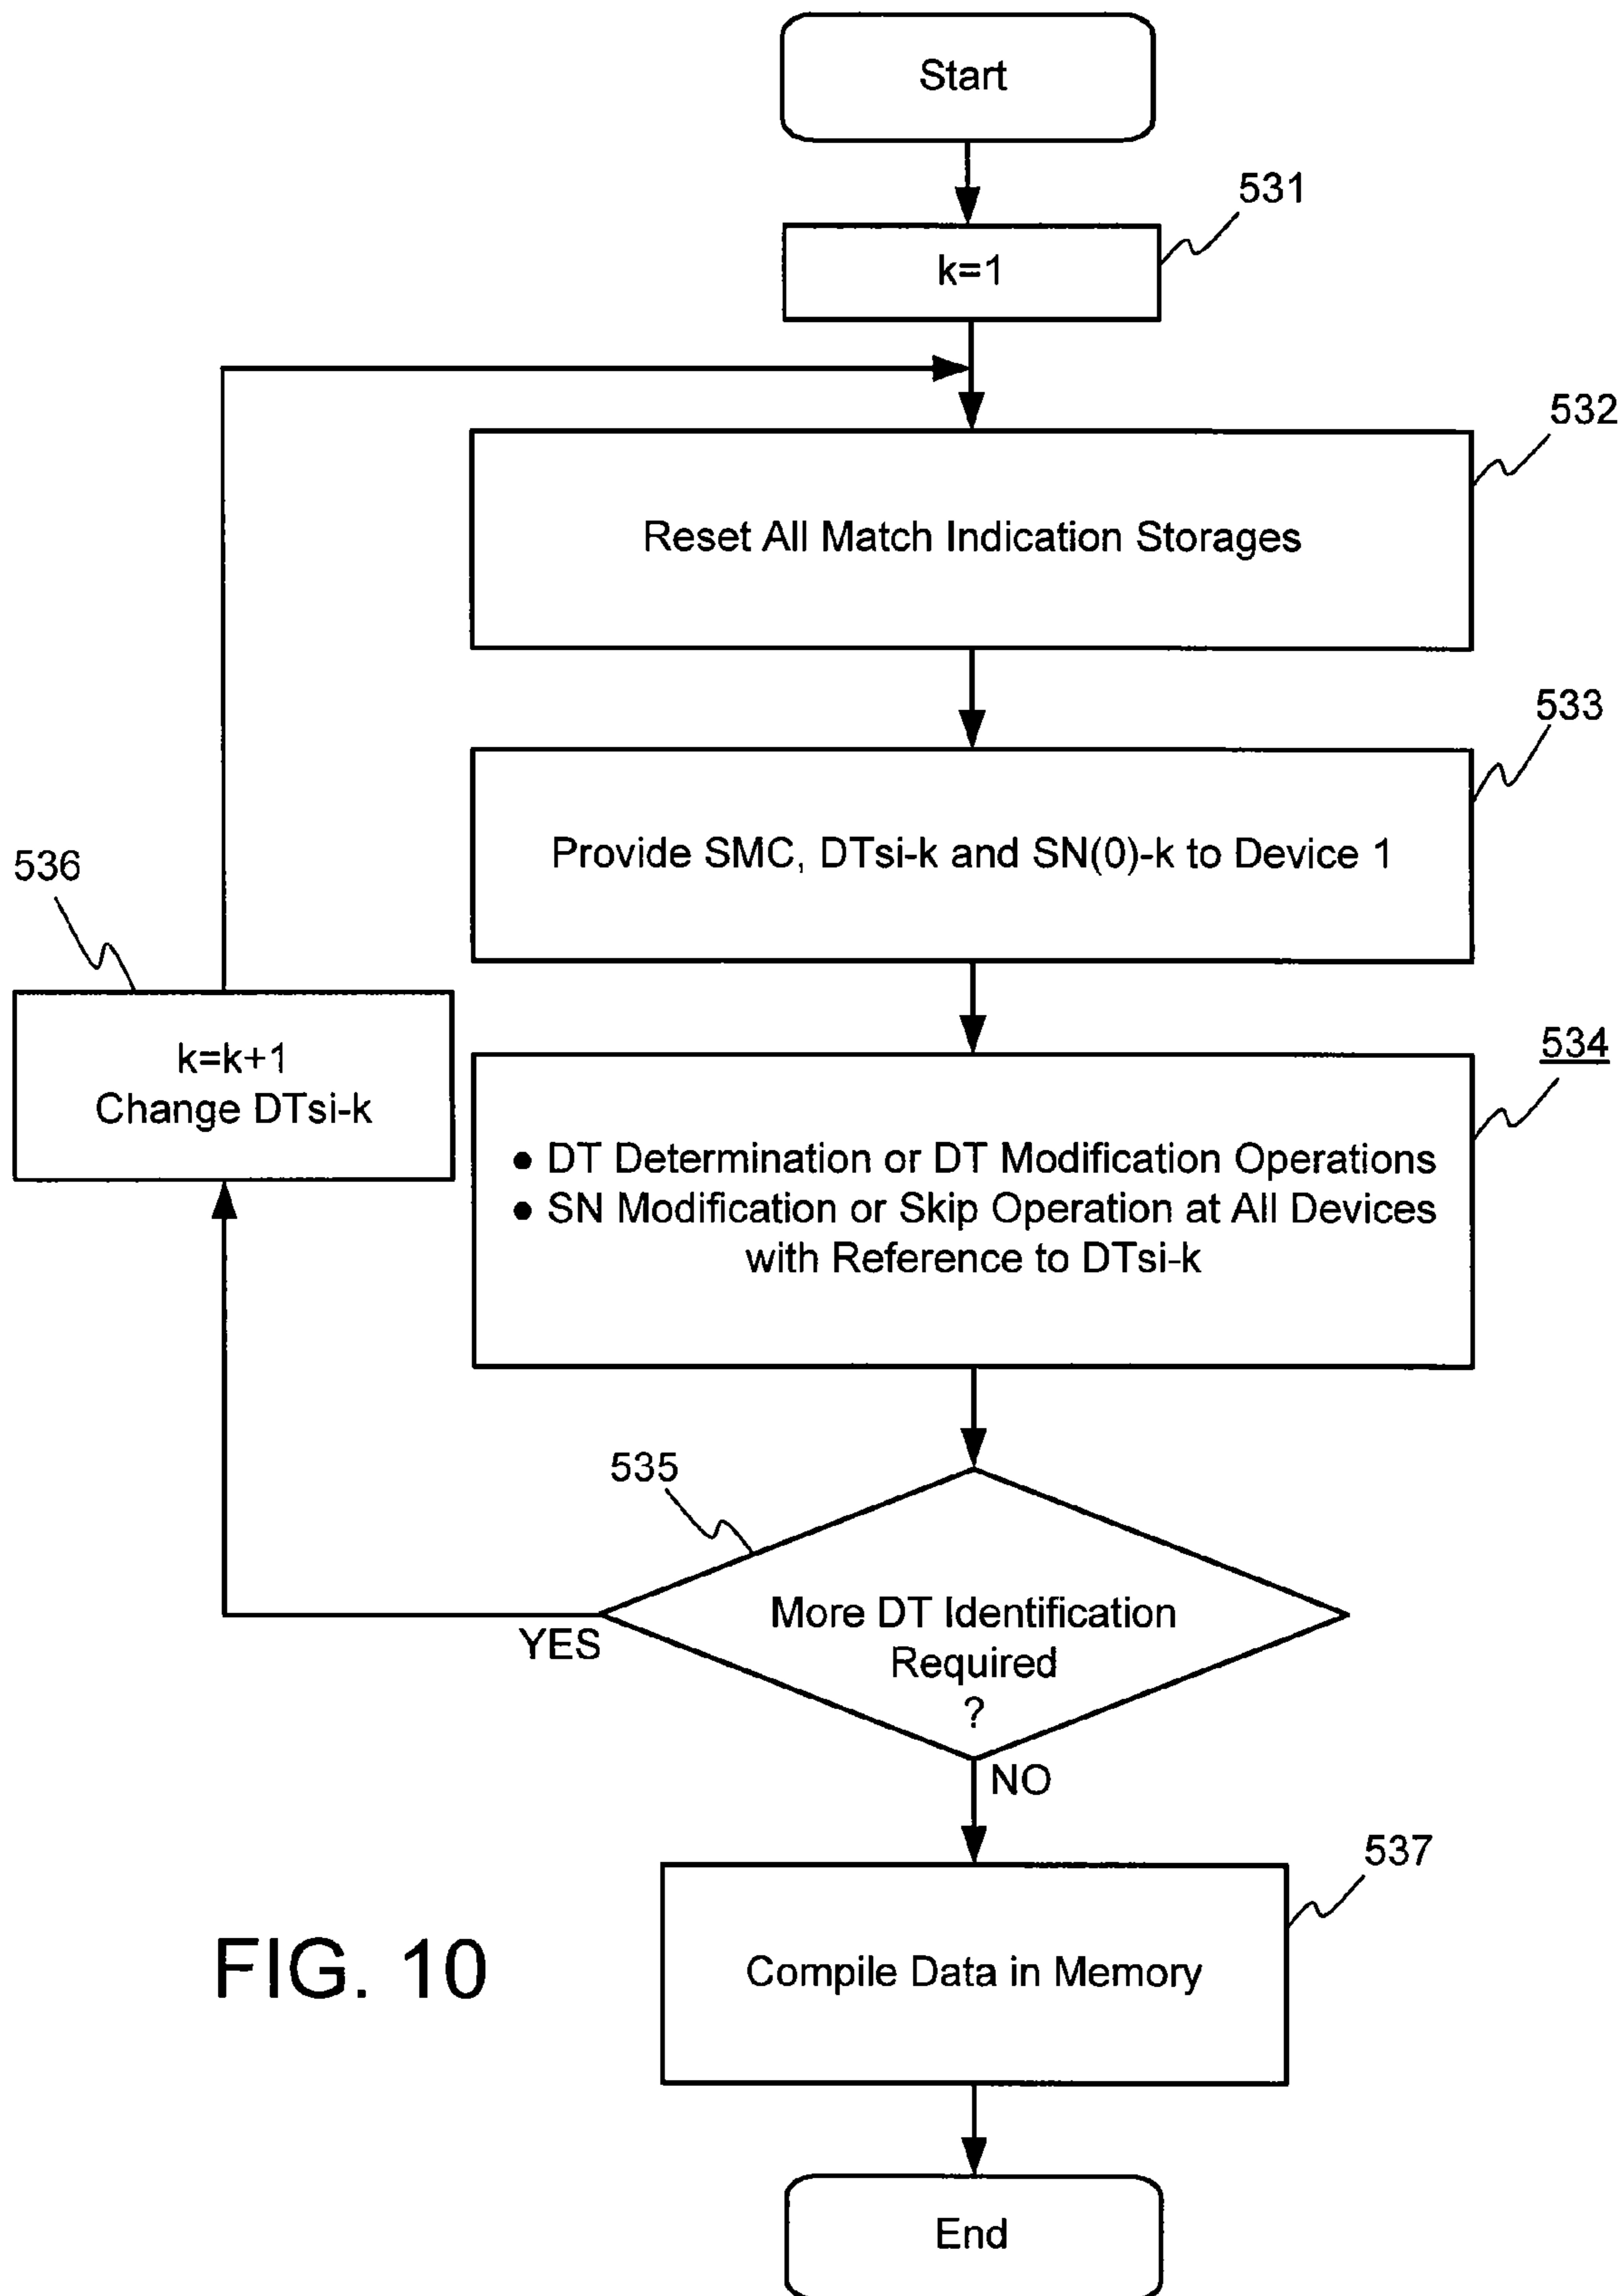 Start
531
k=1
532
Reset All Match Indication Storages
533
Provide SMC, DTsi-k and SN(0)-k to Device 1
536
k=k+1
Change DTsi-k
534
● DT Determination or DT Modification Operations
● SN Modification or Skip Operation at All Devices
with Reference to DTsi-k
535
More DT Identification
Required
?
YES
NO
537
Compile Data in Memory
FIG. 10
End